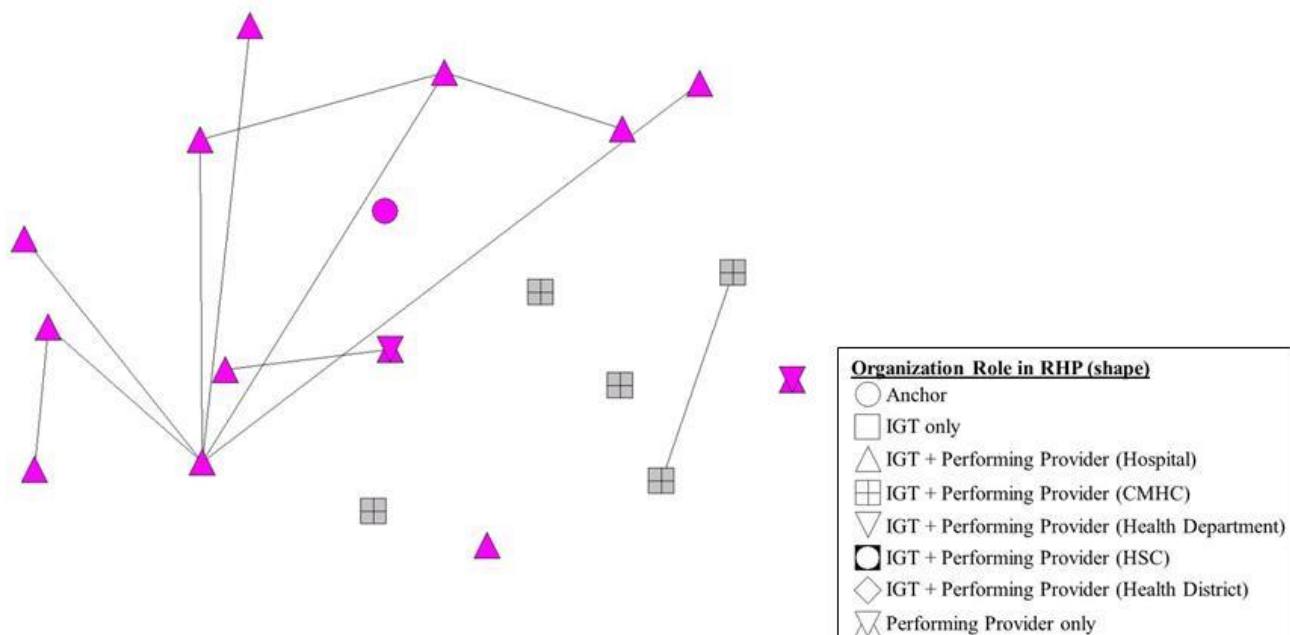 Organization Role in RHP (shape)
Anchor
IGT only
IGT + Performing Provider (Hospital)
IGT + Performing Provider (CMHC)
IGT + Performing Provider (Health Department)
IGT + Performing Provider (HSC)
IGT + Performing Provider (Health District)
Performing Provider only